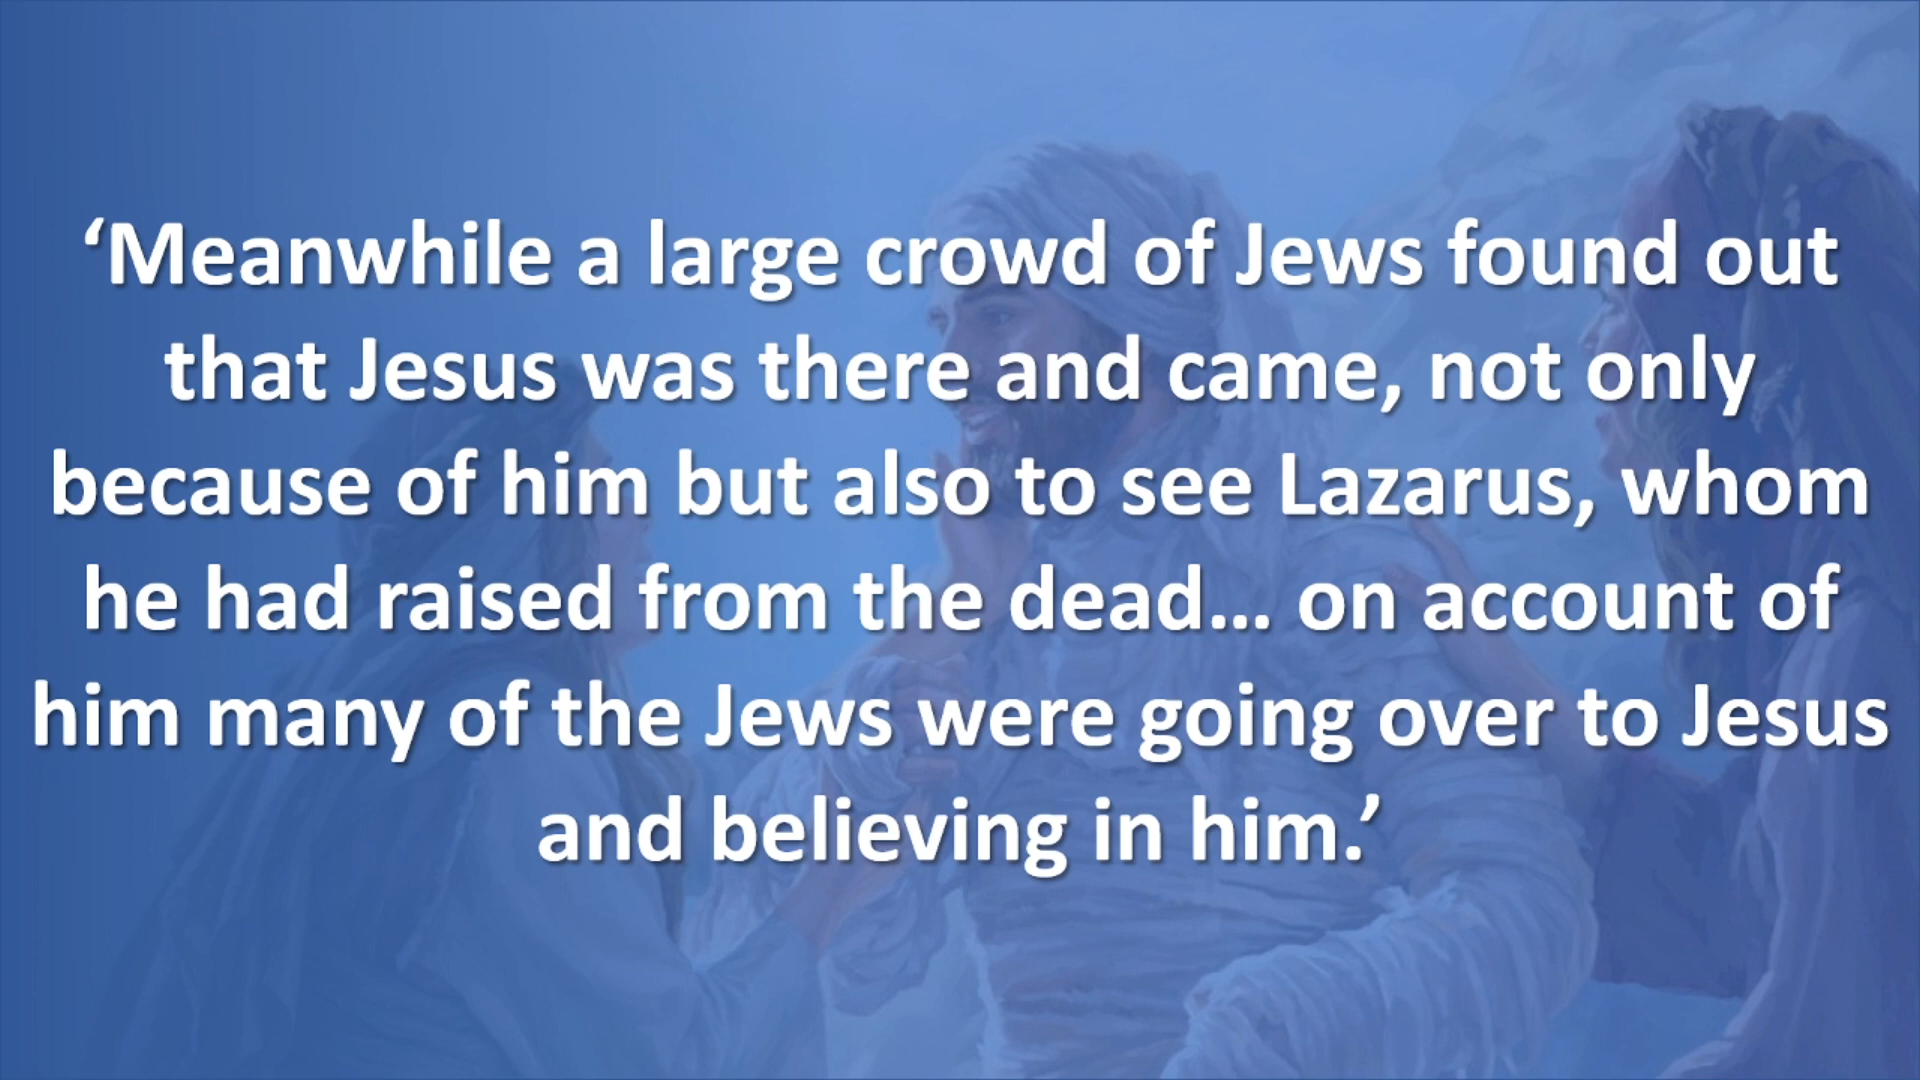 ‘Meanwhile a large crowd of Jews found out
that Jesus was there and came, not only
because of him but also to see Lazarus, whom
he had raised from the dead… on account of
him many of the Jews were going over to Jesus
and believing in him.’